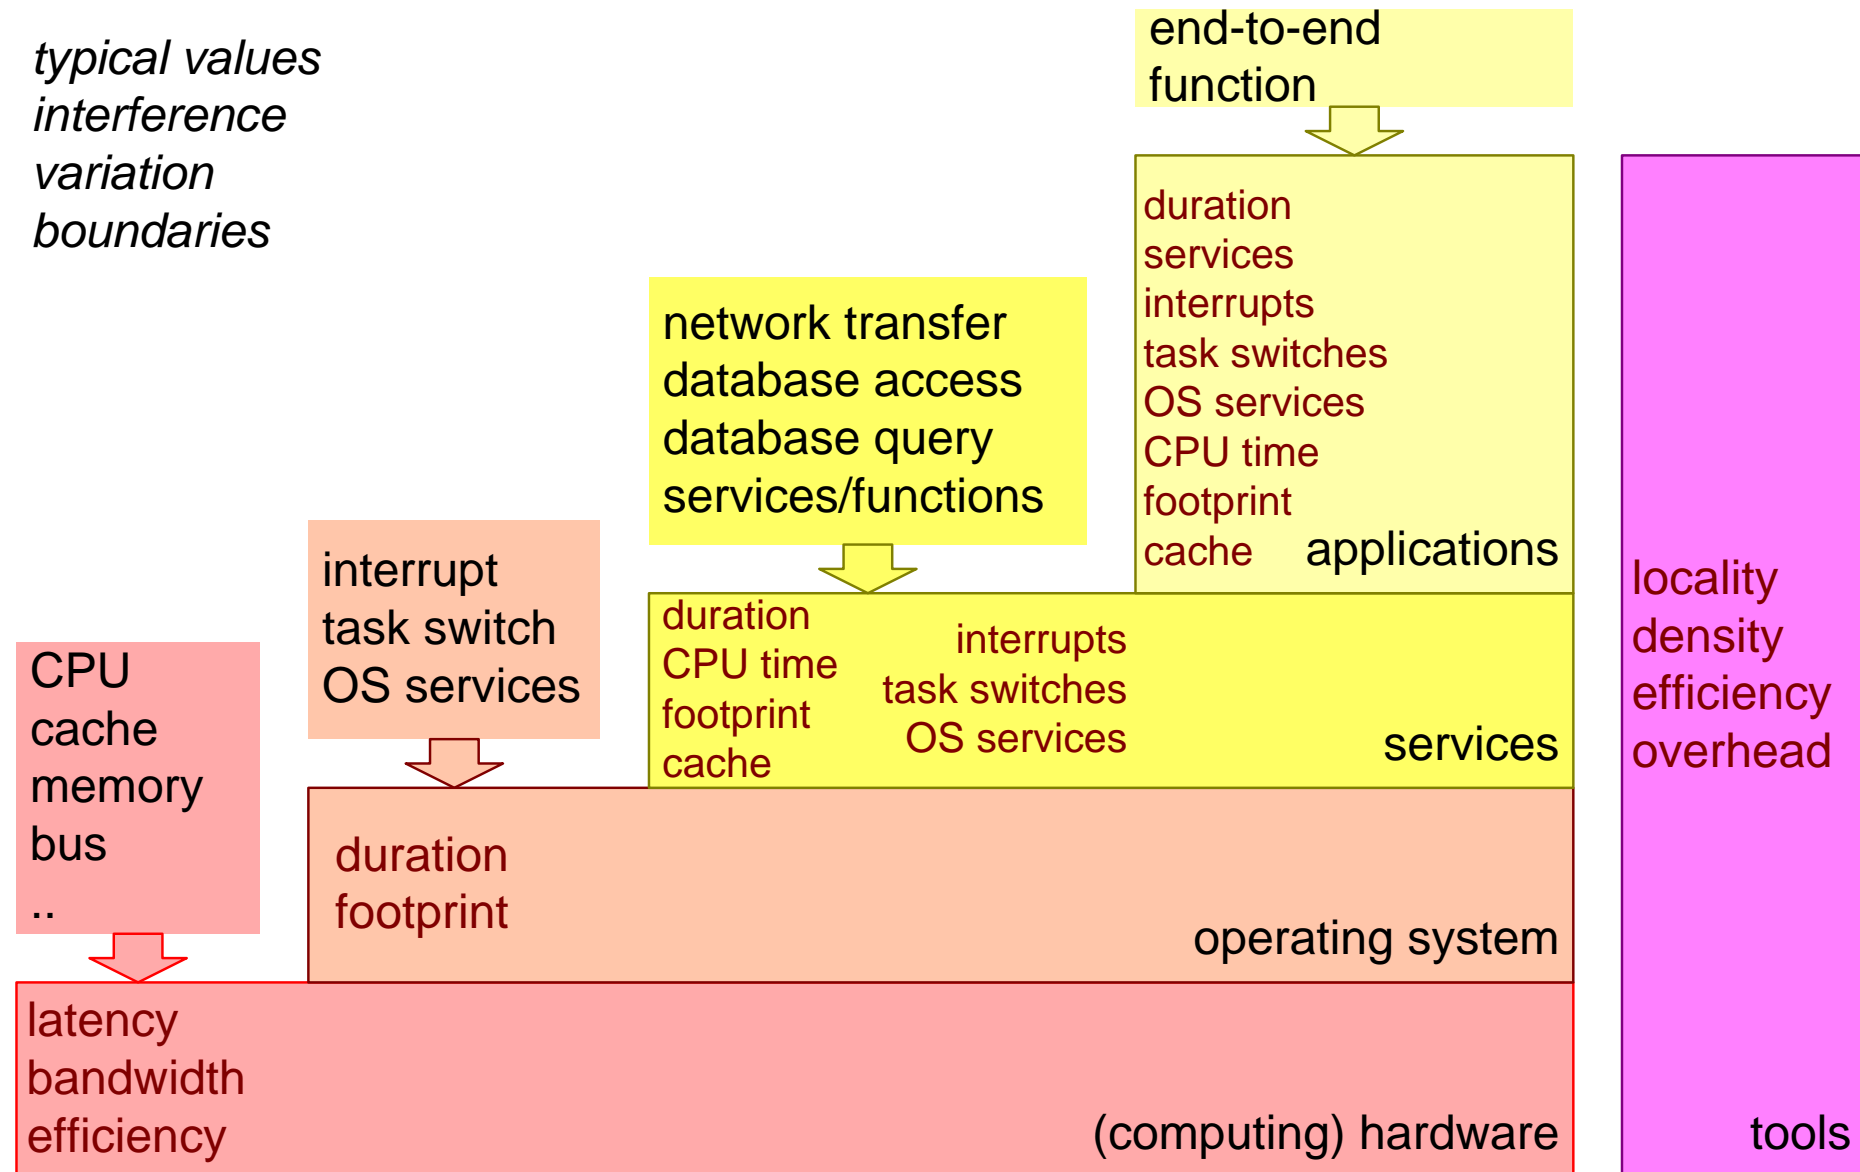 typical values
interference
variation
boundaries
end-to-end
function
duration
services
interrupts
task switches
OS services
CPU time
footprint
cache
applications
network transfer
database access
database query
services/functions
duration
CPU time
footprint
cache
interrupts
task switches
OS services
services
interrupt
task switch
OS services
duration
footprint
operating system
CPU
cache
memory
bus
..
latency
bandwidth
efficiency
(computing) hardware
locality
density
efficiency
overhead
tools